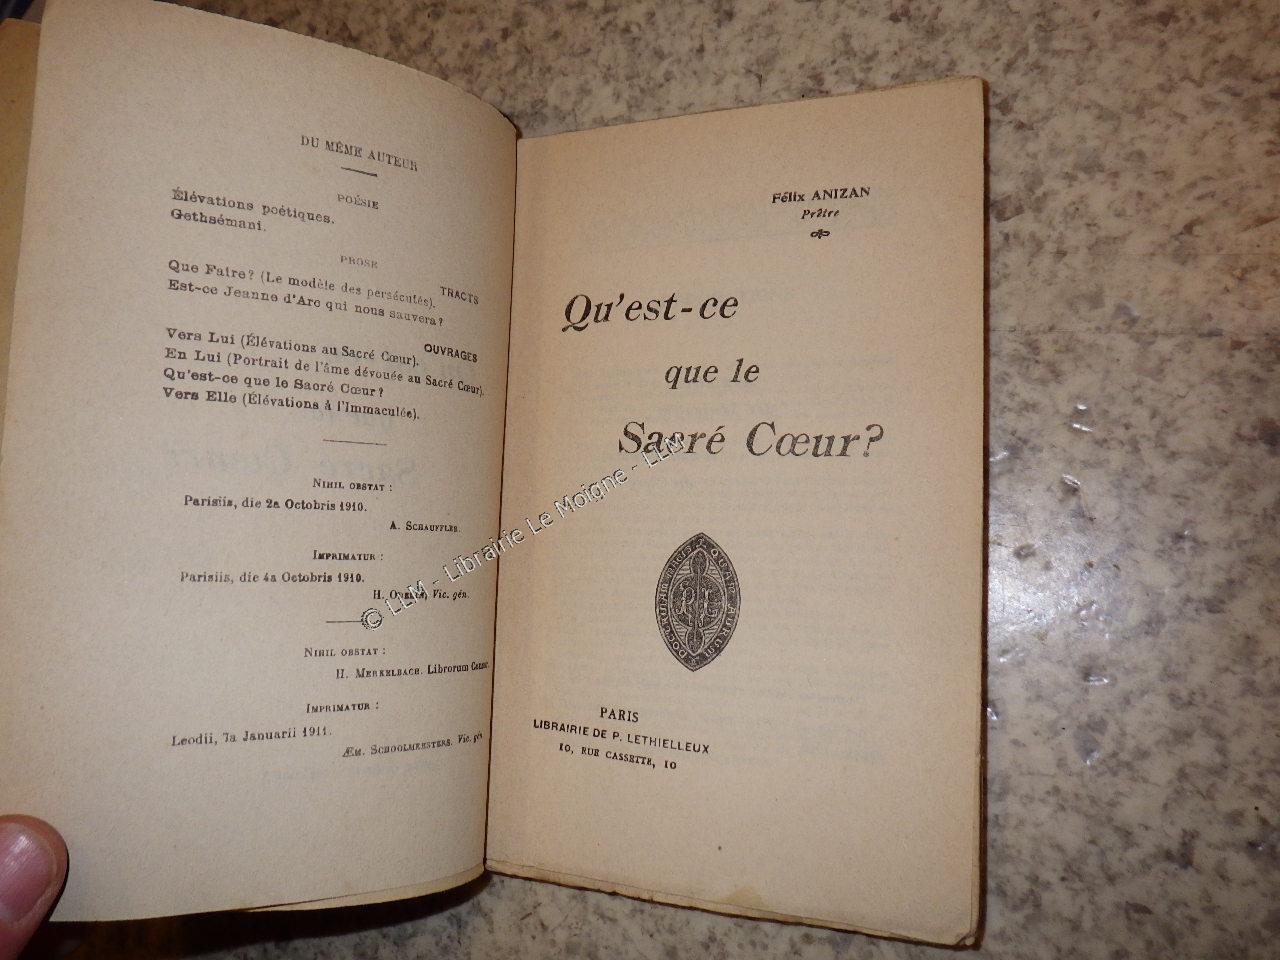 DU MÊME AUTEUR
POÉSIE
Élévations poétiques.
Gethsémani.
PROSE
TRACTS
Que Faire? (Le modèle des persécutés).
Est-ce Jeanne d'Arc qui nous sauvera?
OUVRAGES
Vers Lui (Élévations au Sacré Cœur).
En Lui (Portrait de l'âme dévouée au Sacré Cœur).
Qu'est-ce que le Sacré Cœur?
Vers Elle (Élévations à l'Immaculée).
NIHIL OBSTAT :
Parisiis, die 2a Octobris 1910.
A. SCHAUFFLER.
IMPRIMATUR :
Parisiis, die 4a Octobris 1910.
H. ODELIN, Vic. gén.
NIHIL OBSTAT :
H. MERKELBACH. Librorum Censor.
IMPRIMATUR :
Leodii, 7a Januarii 1911.
ÆM. SCHOOLMEESTERS. Vic. gén
Félix ANIZAN
Prêtre
Qu'est-ce
que le
Sacré Cœur?
PARIS
LIBRAIRIE DE P. LETHIELLEUX
10, RUE CASSETTE, 10
© LLM - Librairie Le Moigne - LLM